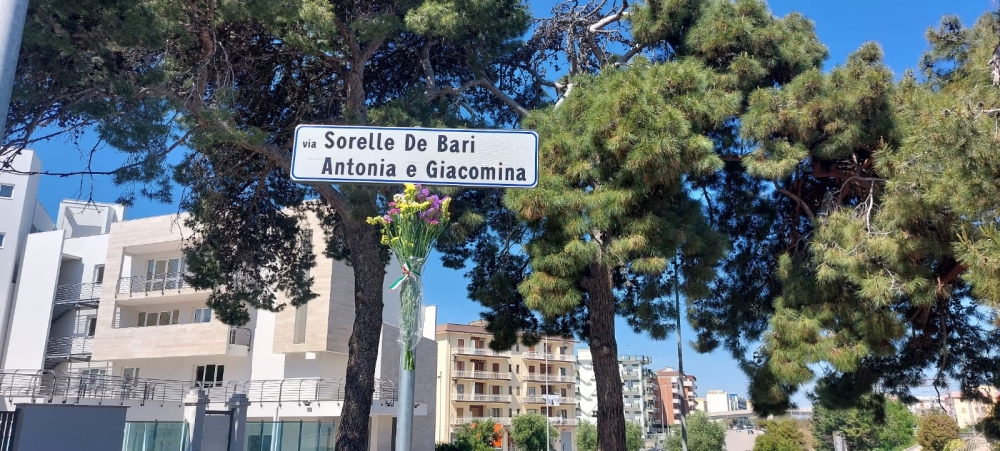 via Sorelle De Bari
Antonia e Giacomina